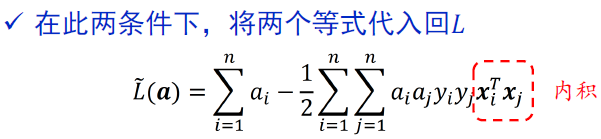 ✓ 在此两条件下，将两个等式代入回L
L̃(a) = ∑_{i=1}^{n} a_i − 1/2 ∑_{i=1}^{n} ∑_{j=1}^{n} a_i a_j y_i y_j x_i^T x_j 内积